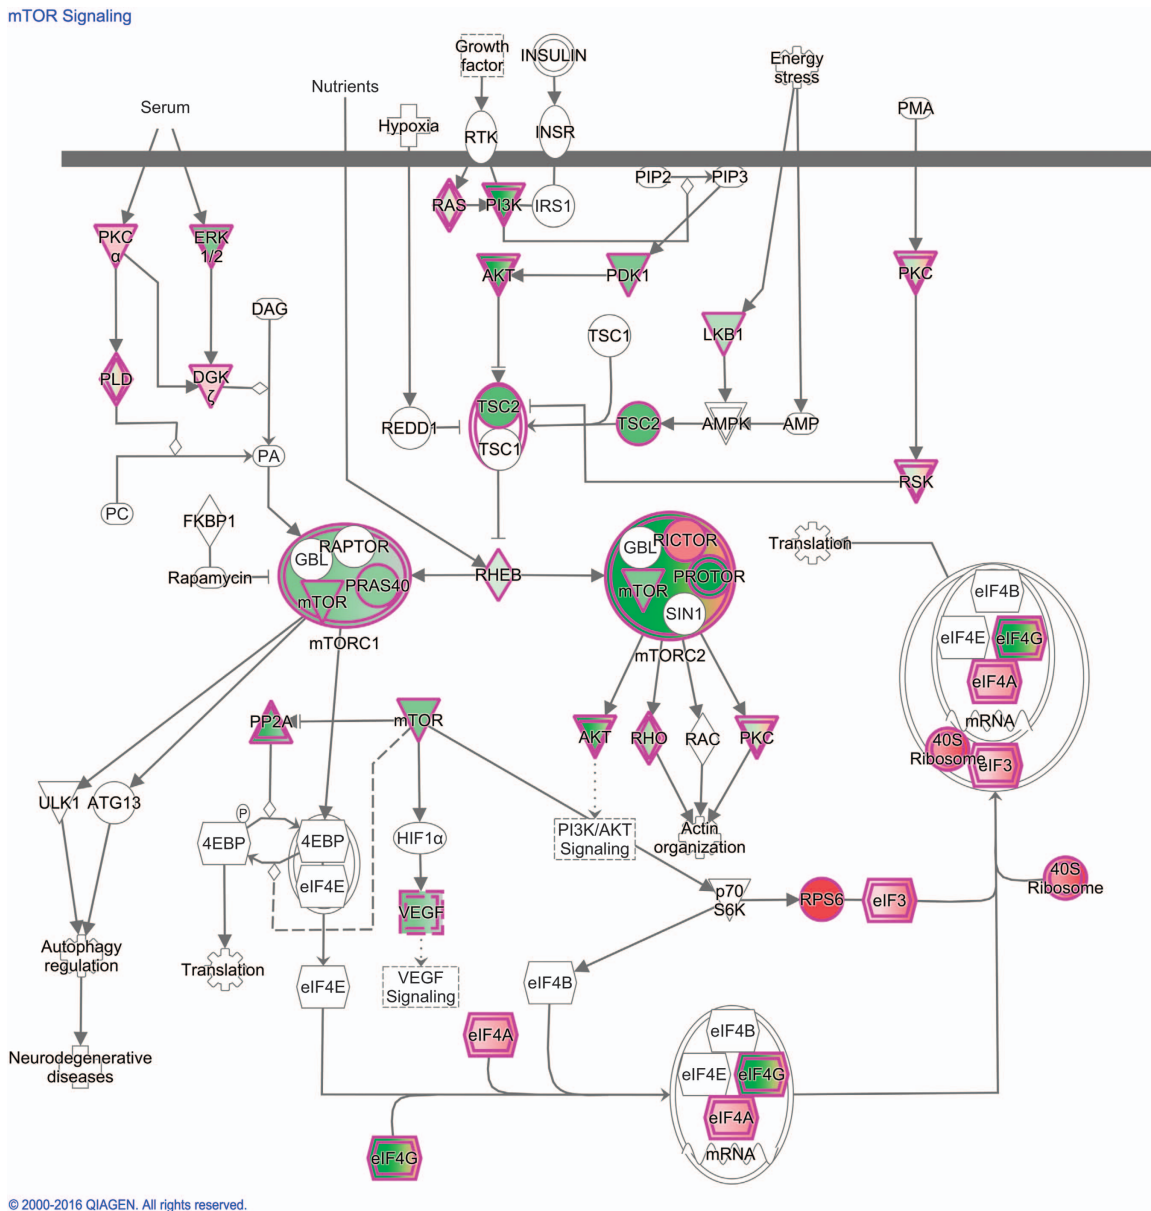 mTOR Signaling
Growth
factor
INSULIN
Energy
stress
Nutrients
Serum
PMA
Hypoxia
RTK
INSR
PIP2
PIP3
RAS
PI3K
IRS1
PKC
α
ERK
1/2
AKT
PDK1
PKC
DAG
TSC1
LKB1
PLD
DGK
ζ
TSC2
REDD1
TSC2
AMPK
AMP
TSC1
PA
RSK
PC
FKBP1
GBL
RAPTOR
GBL
RICTOR
Translation
Rapamycin
mTOR
PRAS40
RHEB
mTOR
PROTOR
SIN1
eIF4B
mTORC1
mTORC2
eIF4E
eIF4G
eIF4A
mRNA
PP2A
mTOR
AKT
RHO
RAC
PKC
40S
Ribosome
eIF3
ULK1
ATG13
P
4EBP
4EBP
HIF1α
PI3K/AKT
Signaling
Actin
organization
eIF4E
p70
S6K
RPS6
eIF3
40S
Ribosome
VEGF
Autophagy
regulation
Translation
eIF4E
VEGF
Signaling
eIF4B
eIF4A
eIF4B
Neurodegenerative
diseases
eIF4E
eIF4G
eIF4A
eIF4G
mRNA
© 2000-2016 QIAGEN. All rights reserved.